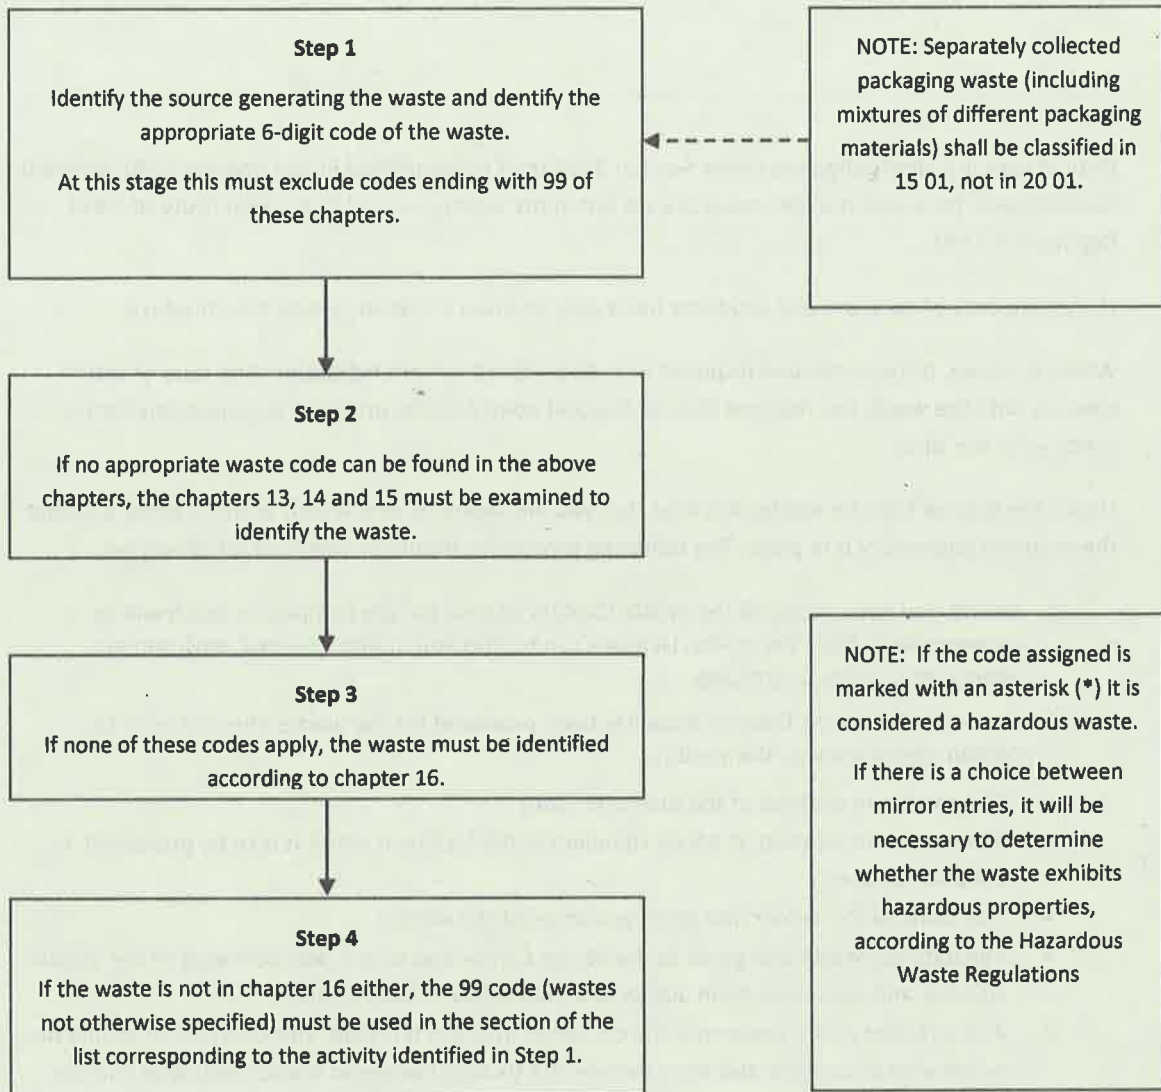 Step 1
Identify the source generating the waste and dentify the
appropriate 6-digit code of the waste.
At this stage this must exclude codes ending with 99 of
these chapters.
NOTE: Separately collected
packaging waste (including
mixtures of different packaging
materials) shall be classified in
15 01, not in 20 01.
Step 2
If no appropriate waste code can be found in the above
chapters, the chapters 13, 14 and 15 must be examined to
identify the waste.
Step 3
If none of these codes apply, the waste must be identified
according to chapter 16.
NOTE: If the code assigned is
marked with an asterisk (*) it is
considered a hazardous waste.
If there is a choice between
mirror entries, it will be
necessary to determine
whether the waste exhibits
hazardous properties,
according to the Hazardous
Waste Regulations
Step 4
If the waste is not in chapter 16 either, the 99 code (wastes
not otherwise specified) must be used in the section of the
list corresponding to the activity identified in Step 1.